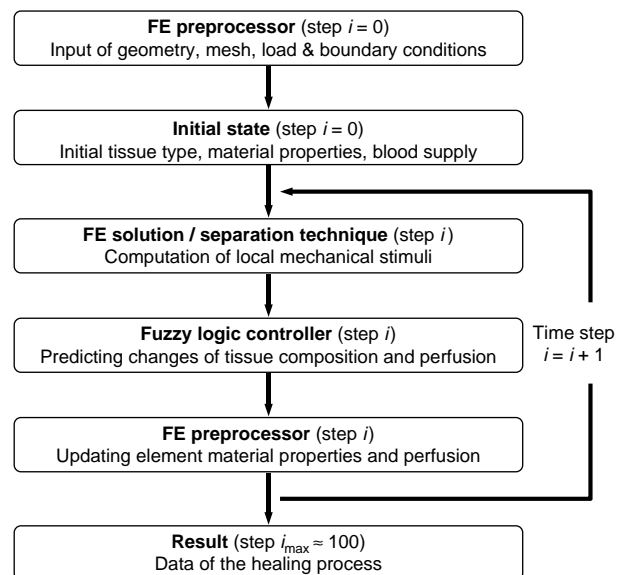 FE preprocessor (step i = 0)
Input of geometry, mesh, load & boundary conditions
Initial state (step i = 0)
Initial tissue type, material properties, blood supply
FE solution / separation technique (step i)
Computation of local mechanical stimuli
Fuzzy logic controller (step i)
Predicting changes of tissue composition and perfusion
Time step
i = i + 1
FE preprocessor (step i)
Updating element material properties and perfusion
Result (step imax ≈ 100)
Data of the healing process